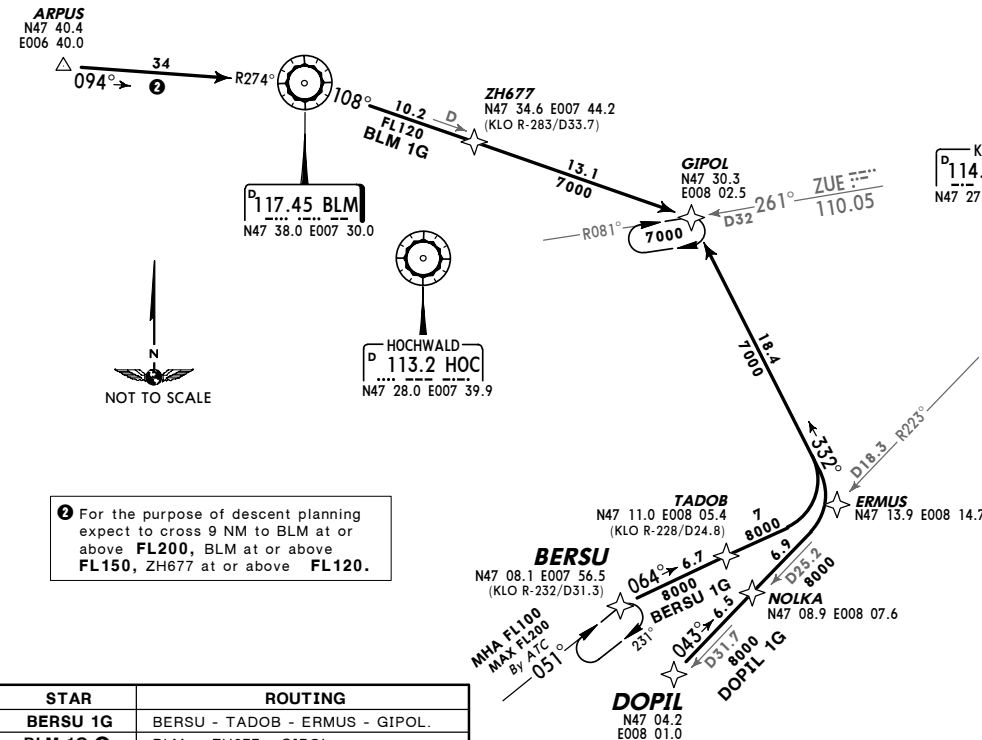 ARPUS
N47 40.4
E006 40.0
34
094°
❷
R274°
108°
10.2
D
FL120
BLM 1G
ZH677
N47 34.6 E007 44.2
(KLO R-283/D33.7)
13.1
7000
GIPOL
N47 30.3
E008 02.5
D32
261°
ZUE
110.05
R081°
7000
K
D
114.
N47 27
D
117.45 BLM
N47 38.0 E007 30.0
HOCHWALD
D
113.2 HOC
N47 28.0 E007 39.9
N
NOT TO SCALE
18.4
7000
332°
D18.3
R223°
ERMUS
N47 13.9 E008 14.7
TADOB
N47 11.0 E008 05.4
(KLO R-228/D24.8)
7
8000
BERSU
N47 08.1 E007 56.5
(KLO R-232/D31.3)
064°
6.7
8000
BERSU 1G
6.9
D25.2
8000
NOLKA
N47 08.9 E008 07.6
MHA FL100
MAX FL200
By ATC
051°
231°
043°
6.5
D31.7
8000
DOPIL 1G
DOPIL
N47 04.2
E008 01.0
❷ For the purpose of descent planning
expect to cross 9 NM to BLM at or
above FL200, BLM at or above
FL150, ZH677 at or above FL120.
STAR ROUTING
BERSU 1G BERSU - TADOB - ERMUS - GIPOL.
BLM 1G ❷ BLM - ZH677 - GIPOL.